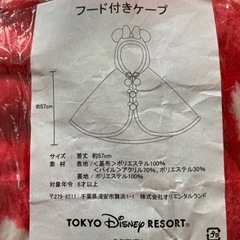 フード付きケープ
約57cm
サイズ：着丈 約57cm
素材：表地／＜基布＞ポリエステル100％
＜パイル＞アクリル70％、ポリエステル30％
裏地／ポリエステル100％
対象年令：6才以上
〒279-8511 千葉県浦安市舞浜1-1 株式会社オリエンタルランド
TOKYO DISNEY RESORT®